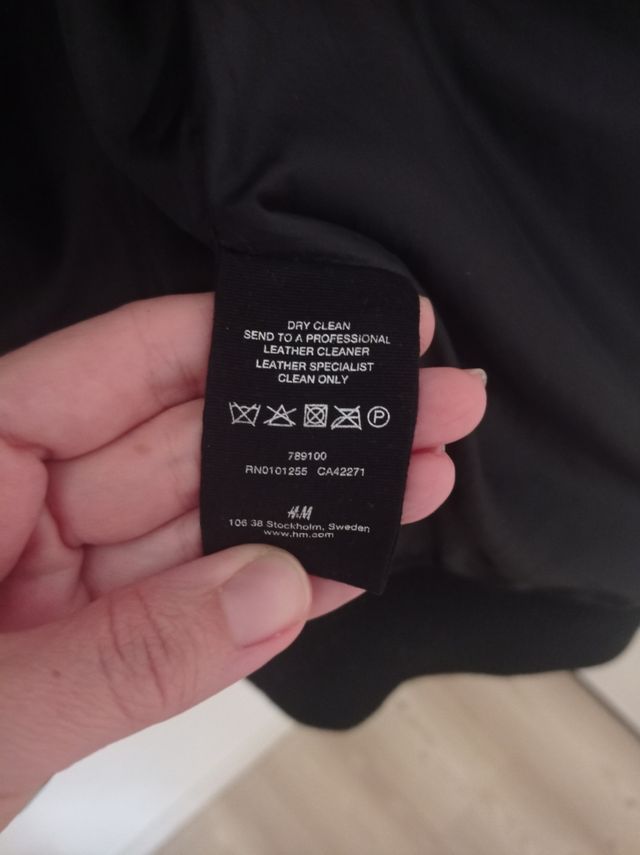 DRY CLEAN
SEND TO A PROFESSIONAL
LEATHER CLEANER
LEATHER SPECIALIST
CLEAN ONLY
P
789100
RN0101255 CA42271
H&M
106 38 Stockholm, Sweden
www.hm.com